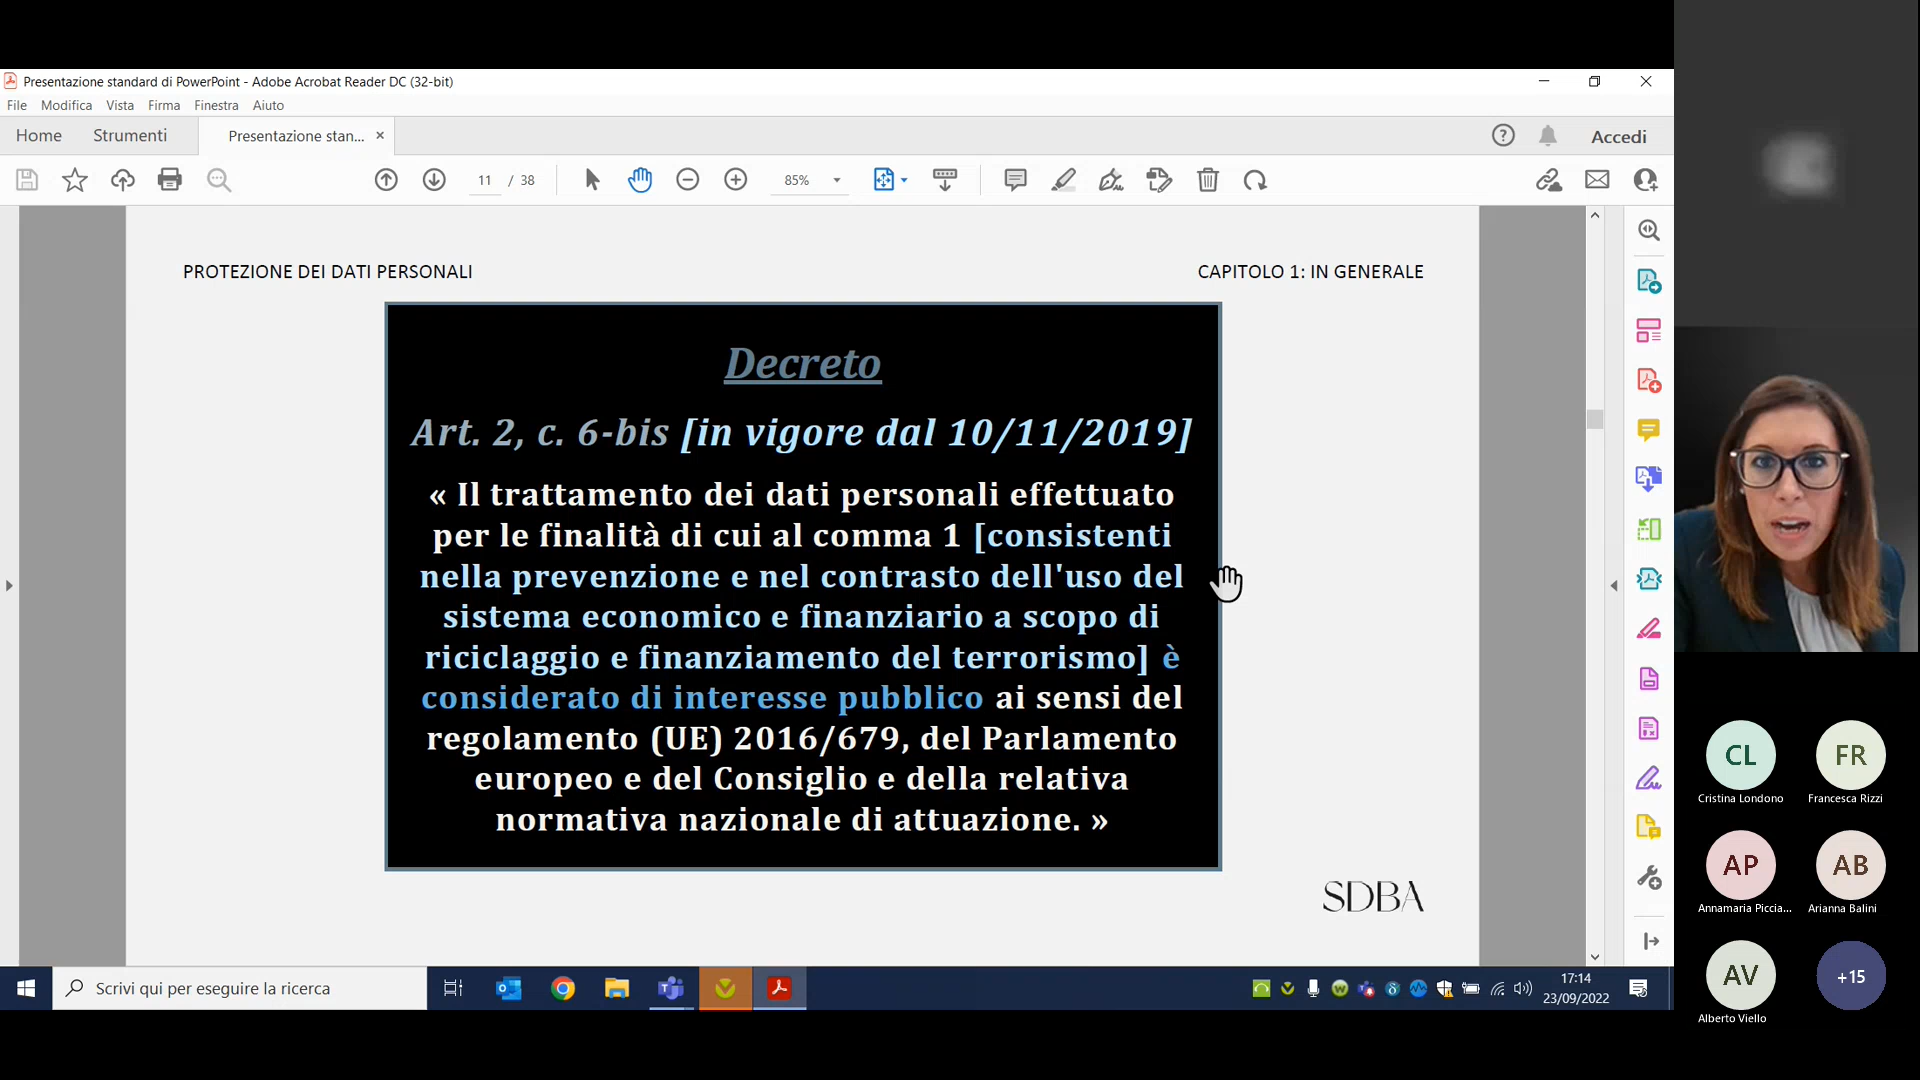 Presentazione standard di PowerPoint - Adobe Acrobat Reader DC (32-bit)
File Modifica Vista Firma Finestra Aiuto
Home Strumenti Presentazione stan... × Accedi
11 / 38 85%
PROTEZIONE DEI DATI PERSONALI CAPITOLO 1: IN GENERALE
Decreto
Art. 2, c. 6-bis [in vigore dal 10/11/2019]
« Il trattamento dei dati personali effettuato
per le finalità di cui al comma 1 [consistenti
nella prevenzione e nel contrasto dell'uso del
sistema economico e finanziario a scopo di
riciclaggio e finanziamento del terrorismo] è
considerato di interesse pubblico ai sensi del
regolamento (UE) 2016/679, del Parlamento
europeo e del Consiglio e della relativa
normativa nazionale di attuazione. »
SDBA
Scrivi qui per eseguire la ricerca
17:14
23/09/2022
CL FR
Cristina Londono Francesca Rizzi
AP AB
Annamaria Piccia... Arianna Balini
AV +15
Alberto Viello